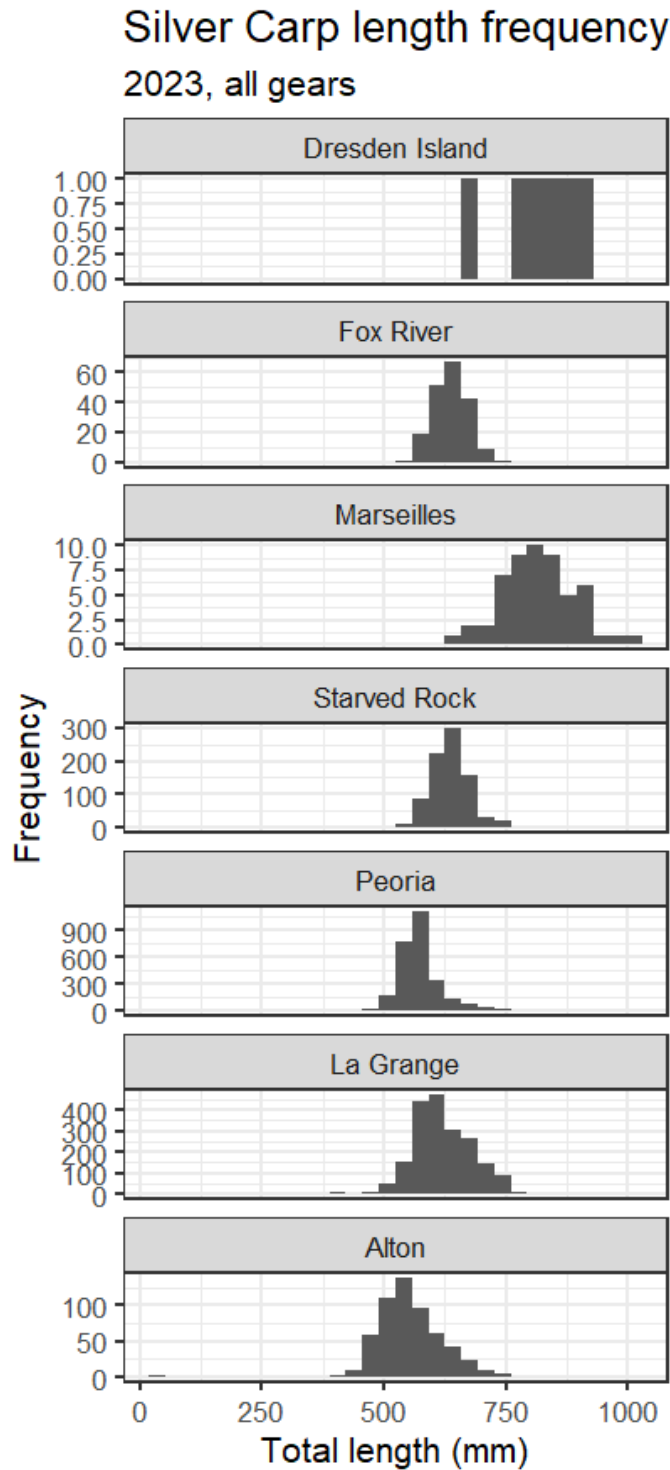 Silver Carp length frequency
2023, all gears
Dresden Island
1.00
0.75
0.50
0.25
0.00
Fox River
60
40
20
0
Marseilles
10.0
7.5
5.0
2.5
0.0
Starved Rock
300
200
100
0
Frequency
Peoria
900
600
300
0
La Grange
400
300
200
100
0
Alton
100
50
0
0 250 500 750 1000
Total length (mm)